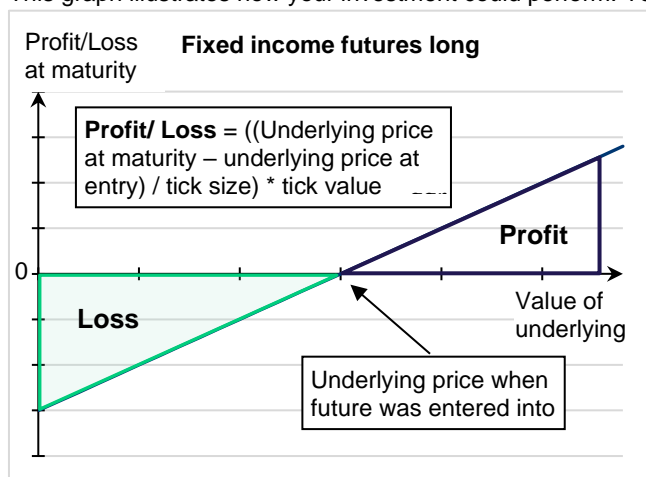 Profit/Loss
at maturity
Fixed income futures long
Profit/ Loss = ((Underlying price
at maturity – underlying price at
entry) / tick size) * tick value
Profit
0
Value of
underlying
Loss
Underlying price when
future was entered into